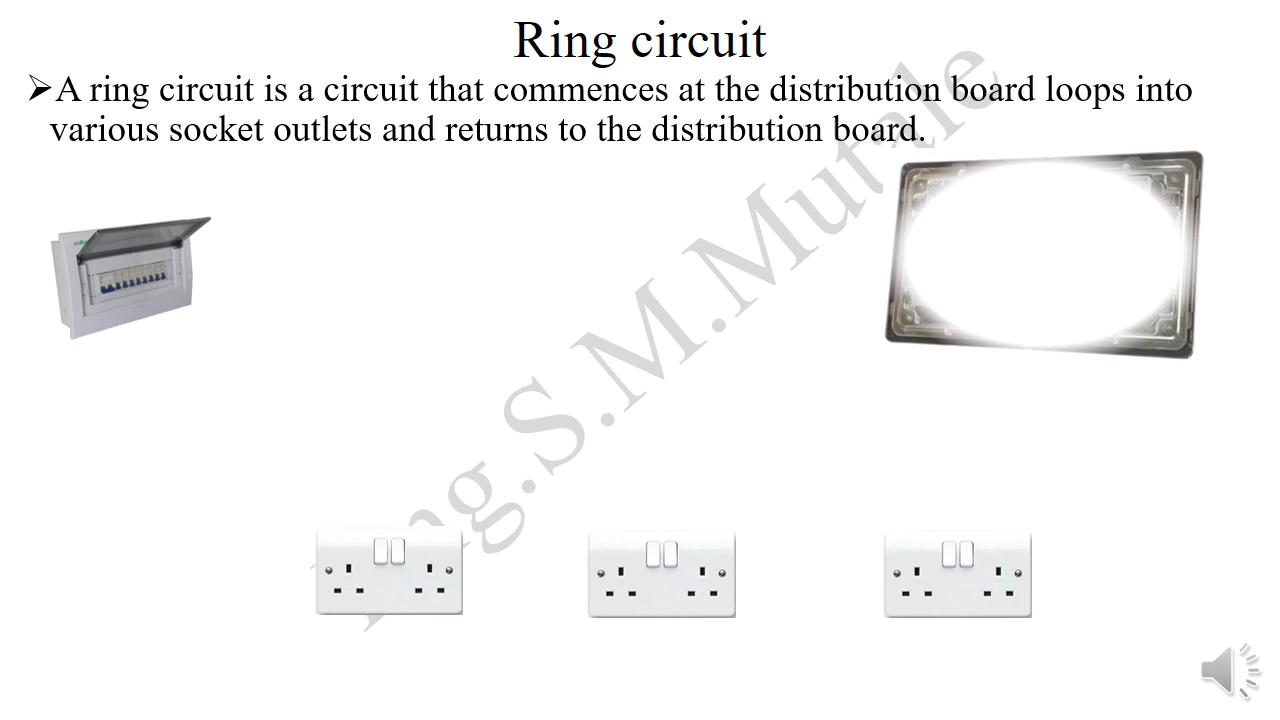 Ring circuit
➢A ring circuit is a circuit that commences at the distribution board loops into
various socket outlets and returns to the distribution board.